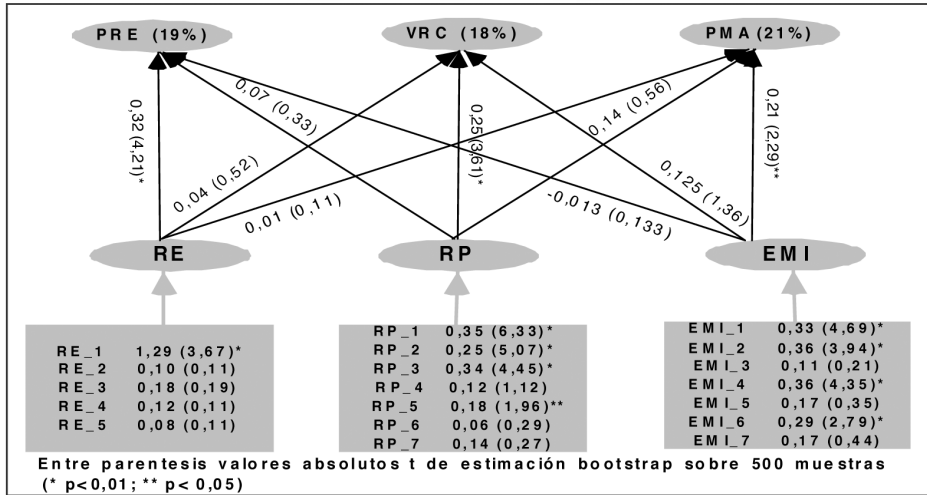 PRE (19%)
VRC (18%)
PMA (21%)
0,32 (4,21)*
0,07 (0,33)
0,04 (0,52)
0,01 (0,11)
0,25 (3,61)*
0,14 (0,56)
0,21 (2,29)**
0,125 (1,36)
-0,013 (0,133)
RE
RP
EMI
RE_1 1,29 (3,67)*
RE_2 0,10 (0,11)
RE_3 0,18 (0,19)
RE_4 0,12 (0,11)
RE_5 0,08 (0,11)
RP_1 0,35 (6,33)*
RP_2 0,25 (5,07)*
RP_3 0,34 (4,45)*
RP_4 0,12 (1,12)
RP_5 0,18 (1,96)**
RP_6 0,06 (0,29)
RP_7 0,14 (0,27)
EMI_1 0,33 (4,69)*
EMI_2 0,36 (3,94)*
EMI_3 0,11 (0,21)
EMI_4 0,36 (4,35)*
EMI_5 0,17 (0,35)
EMI_6 0,29 (2,79)*
EMI_7 0,17 (0,44)
Entre parentesis valores absolutos t de estimación bootstrap sobre 500 muestras
(* p<0,01; ** p< 0,05)